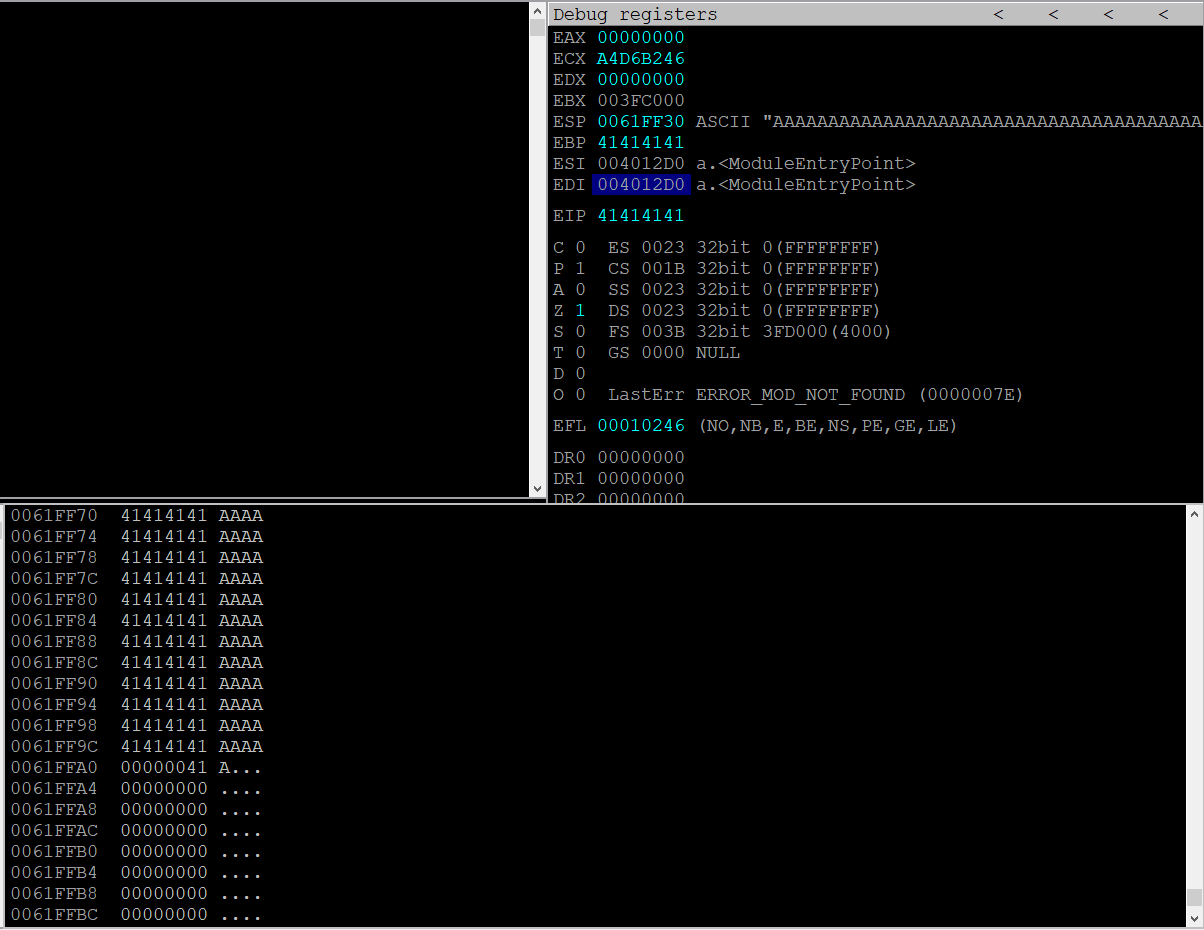 Debug registers < < < <
EAX 00000000
ECX A4D6B246
EDX 00000000
EBX 003FC000
ESP 0061FF30 ASCII "AAAAAAAAAAAAAAAAAAAAAAAAAAAAAAAAAAAAAAA
EBP 41414141
ESI 004012D0 a.<ModuleEntryPoint>
EDI 004012D0 a.<ModuleEntryPoint>
EIP 41414141
C 0 ES 0023 32bit 0(FFFFFFFF)
P 1 CS 001B 32bit 0(FFFFFFFF)
A 0 SS 0023 32bit 0(FFFFFFFF)
Z 1 DS 0023 32bit 0(FFFFFFFF)
S 0 FS 003B 32bit 3FD000(4000)
T 0 GS 0000 NULL
D 0
O 0 LastErr ERROR_MOD_NOT_FOUND (0000007E)
EFL 00010246 (NO,NB,E,BE,NS,PE,GE,LE)
DR0 00000000
DR1 00000000
DR2 00000000
0061FF70 41414141 AAAA
0061FF74 41414141 AAAA
0061FF78 41414141 AAAA
0061FF7C 41414141 AAAA
0061FF80 41414141 AAAA
0061FF84 41414141 AAAA
0061FF88 41414141 AAAA
0061FF8C 41414141 AAAA
0061FF90 41414141 AAAA
0061FF94 41414141 AAAA
0061FF98 41414141 AAAA
0061FF9C 41414141 AAAA
0061FFA0 00000041 A...
0061FFA4 00000000 ....
0061FFA8 00000000 ....
0061FFAC 00000000 ....
0061FFB0 00000000 ....
0061FFB4 00000000 ....
0061FFB8 00000000 ....
0061FFBC 00000000 ....